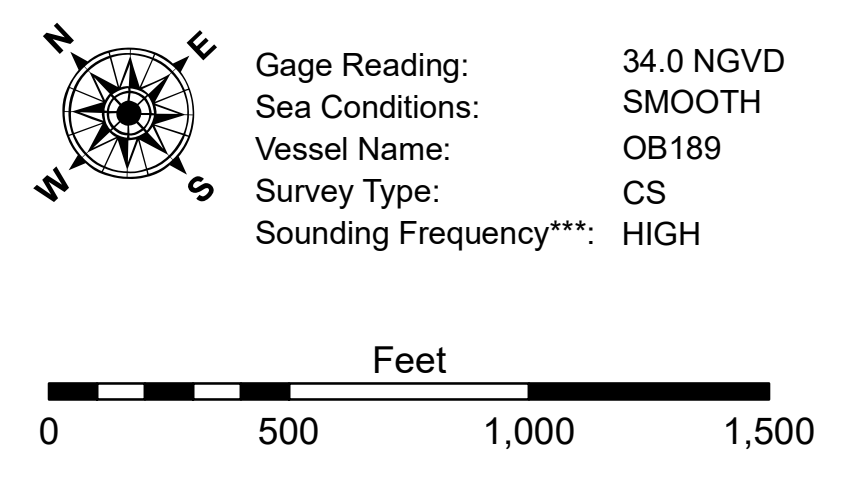 N E
W S
Gage Reading: 34.0 NGVD
Sea Conditions: SMOOTH
Vessel Name: OB189
Survey Type: CS
Sounding Frequency***: HIGH
Feet
0 500 1,000 1,500